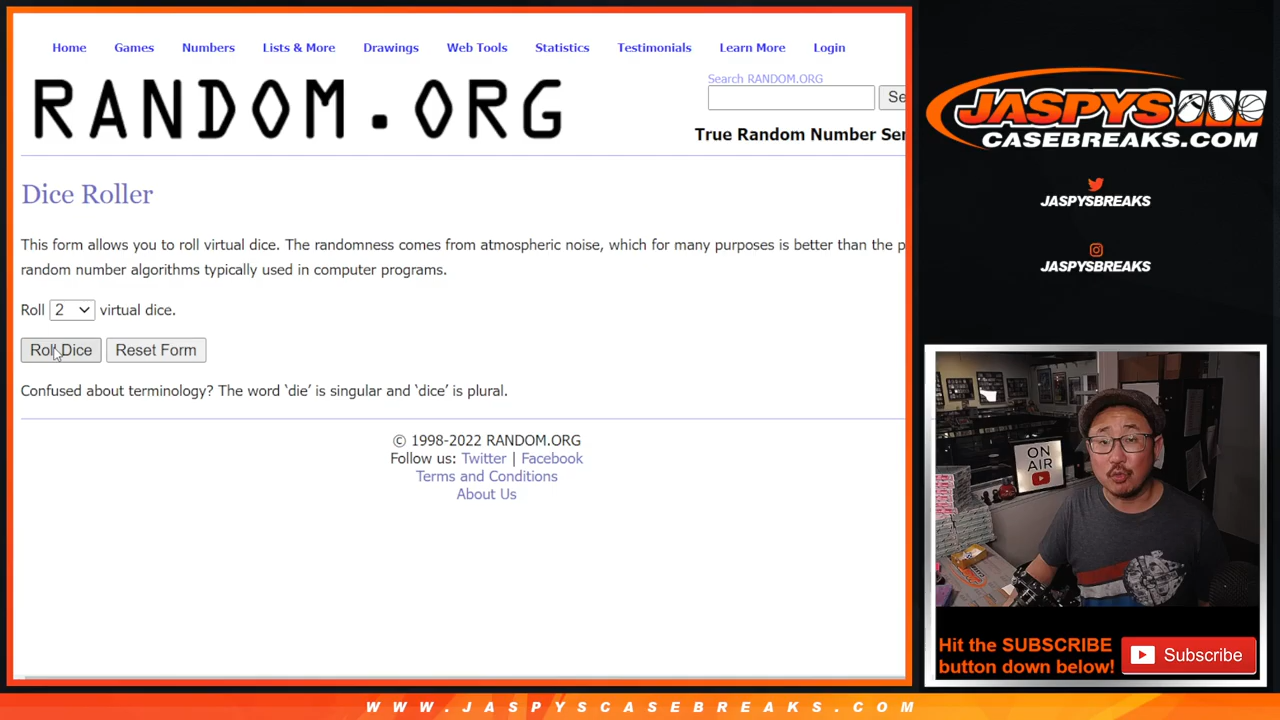 Home Games Numbers Lists & More Drawings Web Tools Statistics Testimonials Learn More Login
RANDOM.ORG
Search RANDOM.ORG
Se
True Random Number Ser
Dice Roller
This form allows you to roll virtual dice. The randomness comes from atmospheric noise, which for many purposes is better than the p
random number algorithms typically used in computer programs.
Roll 2 virtual dice.
Roll Dice Reset Form
Confused about terminology? The word ‘die’ is singular and ‘dice’ is plural.
© 1998-2022 RANDOM.ORG
Follow us: Twitter | Facebook
Terms and Conditions
About Us
JASPYS
CASEBREAKS.COM
JASPYSBREAKS
JASPYSBREAKS
ON
AIR
Hit the SUBSCRIBE
button down below!
Subscribe
WWW.JASPYSCASEBREAKS.COM